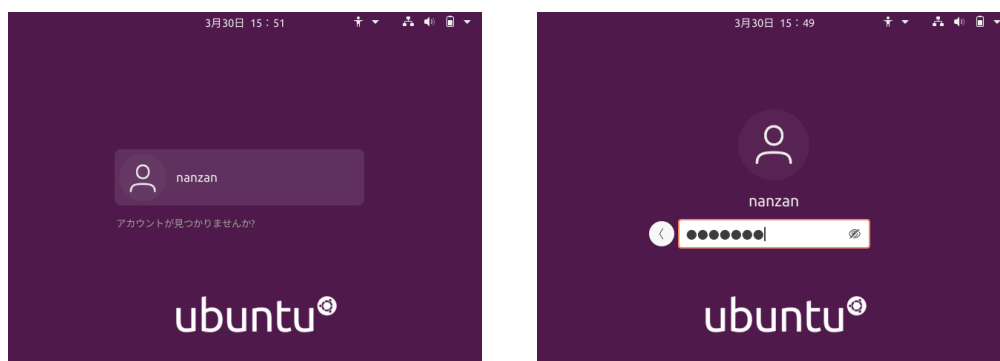 3月30日 15：51
nanzan
アカウントが見つかりませんか?
ubuntu
3月30日 15：49
nanzan
●●●●●●●
ubuntu